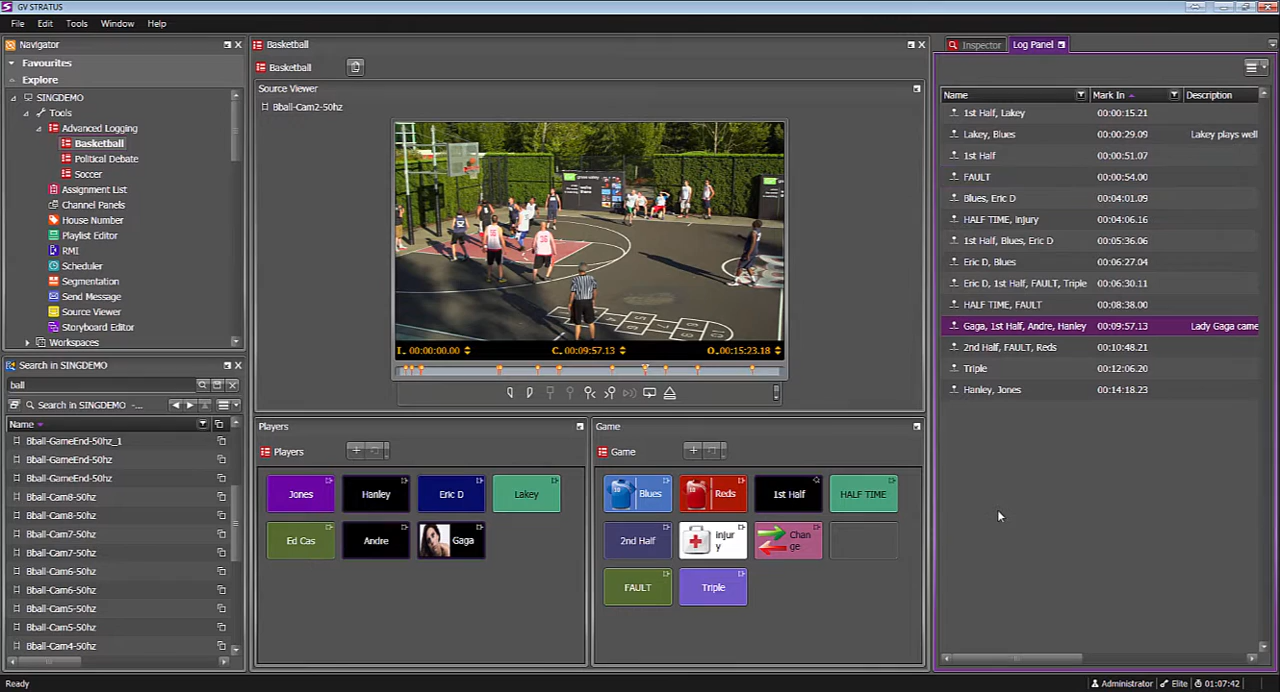 GV STRATUS
File Edit Tools Window Help
Navigator
Favourites
Explore
SINGDEMO
Tools
Advanced Logging
Basketball
Political Debate
Soccer
Assignment List
Channel Panels
House Number
Playlist Editor
RMI
Scheduler
Segmentation
Send Message
Source Viewer
Storyboard Editor
Workspaces
Search in SINGDEMO
ball
Search in SINGDEMO -...
Name
Bball-GameEnd-50hz_1
Bball-GameEnd-50hz
Bball-GameEnd-50hz
Bball-Cam8-50hz
Bball-Cam8-50hz
Bball-Cam7-50hz
Bball-Cam7-50hz
Bball-Cam6-50hz
Bball-Cam6-50hz
Bball-Cam5-50hz
Bball-Cam5-50hz
Bball-Cam4-50hz
Basketball
Basketball
Source Viewer
Bball-Cam2-50hz
I. 00:00:00.00 C. 00:09:57.13 O. 00:15:23.18
Players
Players
Jones Hanley Eric D Lakey
Ed Cas Andre Gaga
Game
Game
Blues Reds 1st Half HALF TIME
2nd Half Injur
y Chan
ge
FAULT Triple
Inspector Log Panel
Name Mark In Description
1st Half, Lakey 00:00:15.21
Lakey, Blues 00:00:29.09 Lakey plays well
1st Half 00:00:51.07
FAULT 00:00:54.00
Blues, Eric D 00:04:01.09
HALF TIME, Injury 00:04:06.16
1st Half, Blues, Eric D 00:05:36.06
Eric D, Blues 00:06:27.04
Eric D, 1st Half, FAULT, Triple 00:06:30.11
HALF TIME, FAULT 00:08:38.00
Gaga, 1st Half, Andre, Hanley 00:09:57.13 Lady Gaga came
2nd Half, FAULT, Reds 00:10:48.21
Triple 00:12:06.20
Hanley, Jones 00:14:18.23
Ready
Administrator Elite 01:07:42